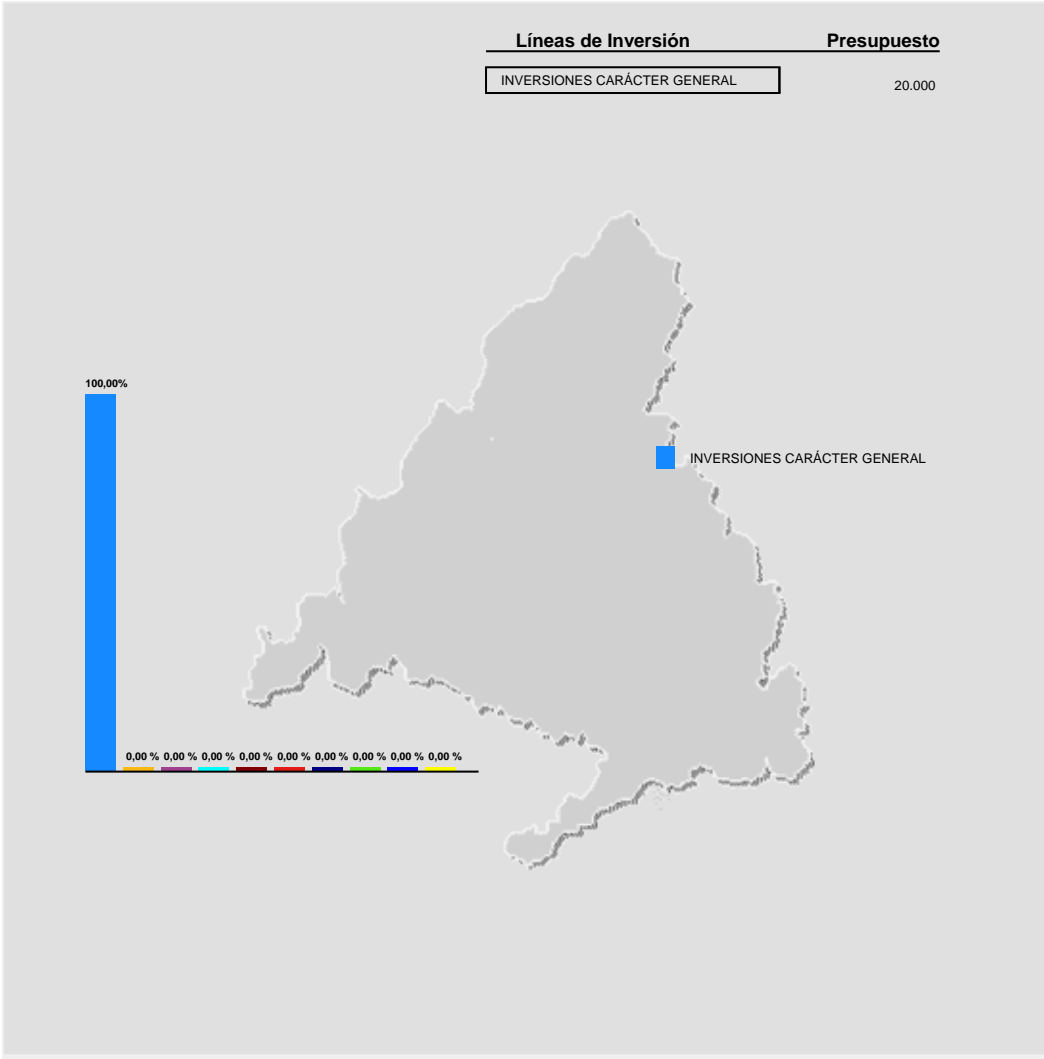 Líneas de Inversión Presupuesto
INVERSIONES CARÁCTER GENERAL 20.000
100,00%
INVERSIONES CARÁCTER GENERAL
0,00 % 0,00 % 0,00 % 0,00 % 0,00 % 0,00 % 0,00 % 0,00 % 0,00 %